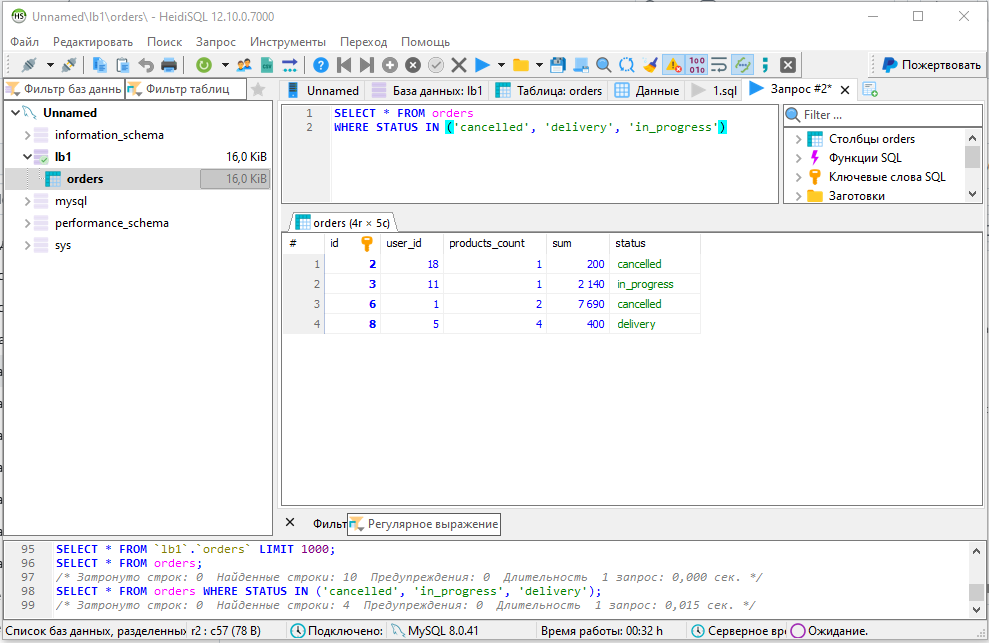 Unnamed\lb1\orders\ - HeidiSQL 12.10.0.7000
Файл Редактировать Поиск Запрос Инструменты Переход Помощь
Пожертвовать
Фильтр баз данны Фильтр таблиц
Unnamed База данных: lb1 Таблица: orders Данные 1.sql Запрос #2*
Unnamed
information_schema
lb1 16,0 KiB
orders 16,0 KiB
mysql
performance_schema
sys
1 SELECT * FROM orders
2 WHERE STATUS IN ('cancelled', 'delivery', 'in_progress')
Filter ...
Столбцы orders
Функции SQL
Ключевые слова SQL
Заготовки
orders (4r × 5c)
# id user_id products_count sum status
1 2 18 1 200 cancelled
2 3 11 1 2 140 in_progress
3 6 1 2 7 690 cancelled
4 8 5 4 400 delivery
Фильт Регулярное выражение
95 SELECT * FROM `lb1`.`orders` LIMIT 1000;
96 SELECT * FROM orders;
97 /* Затронуто строк: 0 Найденные строки: 10 Предупреждения: 0 Длительность 1 запрос: 0,000 сек. */
98 SELECT * FROM orders WHERE STATUS IN ('cancelled', 'in_progress', 'delivery');
99 /* Затронуто строк: 0 Найденные строки: 4 Предупреждения: 0 Длительность 1 запрос: 0,015 сек. */
Список баз данных, разделенны r2 : c57 (78 B) Подключено: MySQL 8.0.41 Время работы: 00:32 h Серверное вре Ожидание.